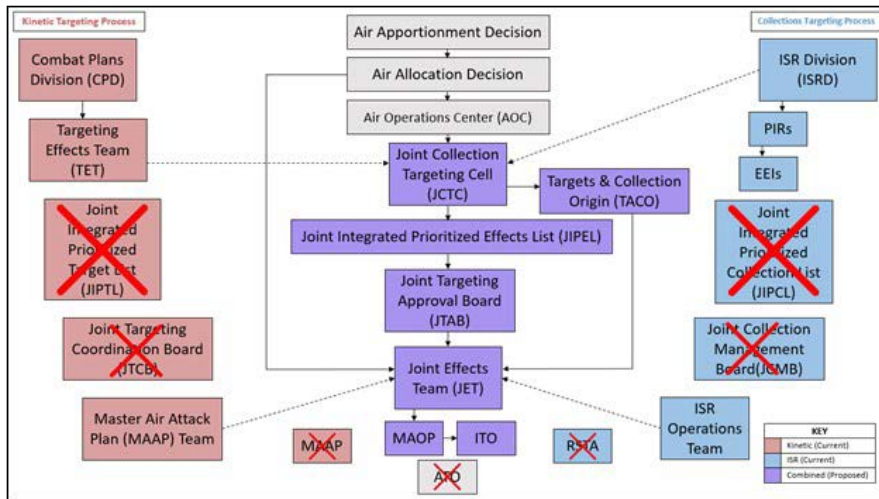 Kinetic Targeting Process
Collections Targeting Process
Air Apportionment Decision
Combat Plans
Division (CPD)
Air Allocation Decision
ISR Division
(ISRD)
Air Operations Center (AOC)
Targeting
Effects Team
(TET)
PIRs
Joint Collection
Targeting Cell
(JCTC)
Targets & Collection
Origin (TACO)
EEIs
Joint
Integrated
Prioritized
Target List
(JIPTL)
Joint Integrated Prioritized Effects List (JIPEL)
Joint
Integrated
Prioritized
Collection List
(JIPCL)
Joint Targeting
Approval Board
(JTAB)
Joint Targeting
Coordination Board
(JTCB)
Joint Collection
Management
Board(JCMB)
Joint Effects
Team (JET)
Master Air Attack
Plan (MAAP) Team
ISR
Operations
Team
MAAP
MAOP
ITO
RSTA
ATO
KEY
Kinetic (Current)
ISR (Current)
Combined (Proposed)